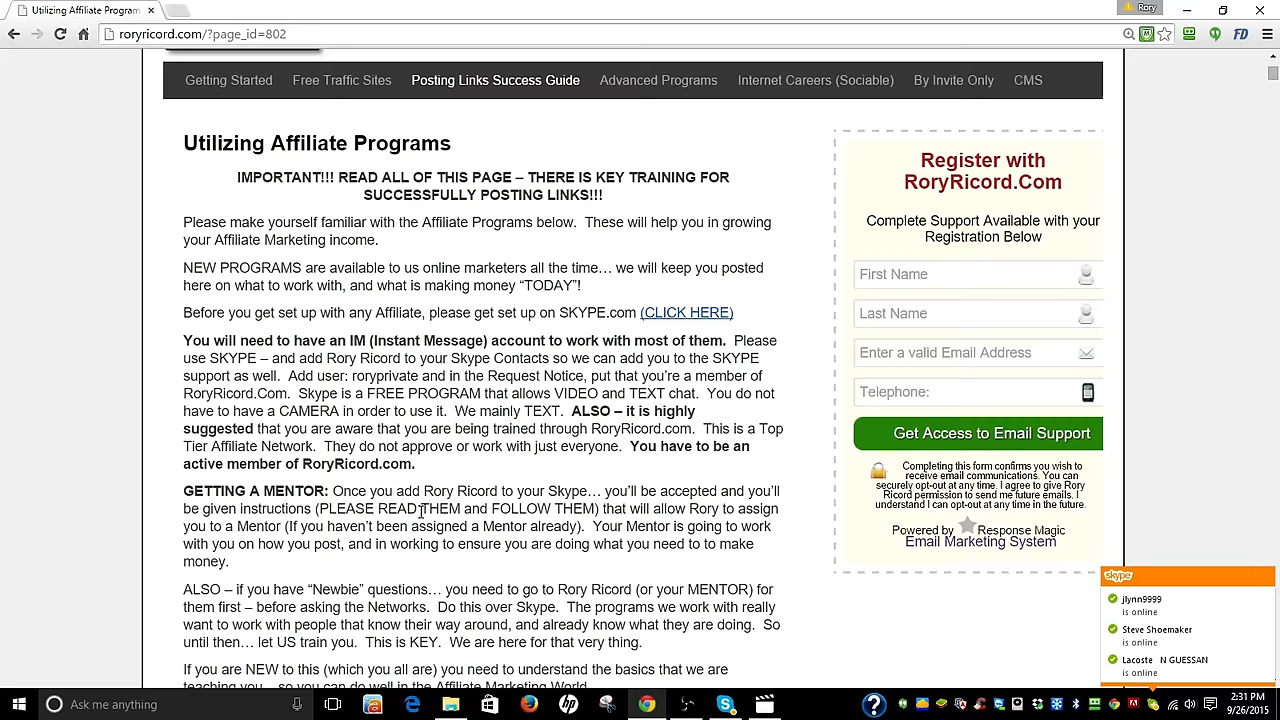 Utilizing Affiliate Program
Rory
roryricord.com/?page_id=802
Getting Started Free Traffic Sites Posting Links Success Guide Advanced Programs Internet Careers (Sociable) By Invite Only CMS
Utilizing Affiliate Programs
IMPORTANT!!! READ ALL OF THIS PAGE – THERE IS KEY TRAINING FOR
SUCCESSFULLY POSTING LINKS!!!
Please make yourself familiar with the Affiliate Programs below. These will help you in growing
your Affiliate Marketing income.
NEW PROGRAMS are available to us online marketers all the time… we will keep you posted
here on what to work with, and what is making money “TODAY”!
Before you get set up with any Affiliate, please get set up on SKYPE.com (CLICK HERE)
You will need to have an IM (Instant Message) account to work with most of them. Please
use SKYPE – and add Rory Ricord to your Skype Contacts so we can add you to the SKYPE
support as well. Add user: roryprivate and in the Request Notice, put that you’re a member of
RoryRicord.Com. Skype is a FREE PROGRAM that allows VIDEO and TEXT chat. You do not
have to have a CAMERA in order to use it. We mainly TEXT. ALSO – it is highly
suggested that you are aware that you are being trained through RoryRicord.com. This is a Top
Tier Affiliate Network. They do not approve or work with just everyone. You have to be an
active member of RoryRicord.com.
GETTING A MENTOR: Once you add Rory Ricord to your Skype… you’ll be accepted and you’ll
be given instructions (PLEASE READ THEM and FOLLOW THEM) that will allow Rory to assign
you to a Mentor (If you haven’t been assigned a Mentor already). Your Mentor is going to work
with you on how you post, and in working to ensure you are doing what you need to to make
money.
ALSO – if you have “Newbie” questions… you need to go to Rory Ricord (or your MENTOR) for
them first – before asking the Networks. Do this over Skype. The programs we work with really
want to work with people that know their way around, and already know what they are doing. So
until then… let US train you. This is KEY. We are here for that very thing.
If you are NEW to this (which you all are) you need to understand the basics that we are
teaching you… so you can do well in the Affiliate Marketing World
Register with
RoryRicord.Com
Complete Support Available with your
Registration Below
First Name
Last Name
Enter a valid Email Address
Telephone:
Get Access to Email Support
Completing this form confirms you wish to
receive email communications. You can
securely opt-out at any time. I agree to give Rory
Ricord permission to send me future emails. I
understand I can opt-out at any time.
Powered by Response Magic
Email Marketing System
skype
jlynn9999
is online
Steve Shoemaker
is online
Lacoste N GUESSAN
is online
Ask me anything
2:31 PM
9/26/2015